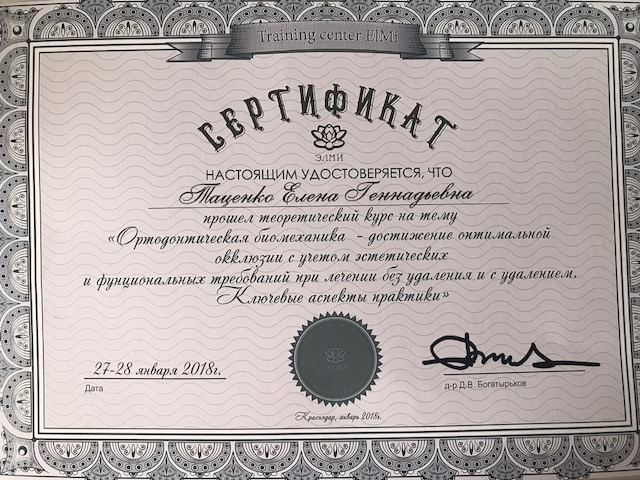 Training center ElMi
СЕРТИФИКАТ
ЭЛМИ
НАСТОЯЩИМ УДОСТОВЕРЯЕТСЯ, ЧТО
Таценко Елена Геннадьевна
прошел теоретический курс на тему
«Ортодонтическая биомеханика - достижение оптимальной
окклюзии с учетом эстетических
и фунциональных требований при лечении без удаления и с удалением.
Ключевые аспекты практики»
ЭЛМИ
27-28 января 2018г.
Дата
д-р Д.В. Богатырьков
Краснодар, январь 2018г.